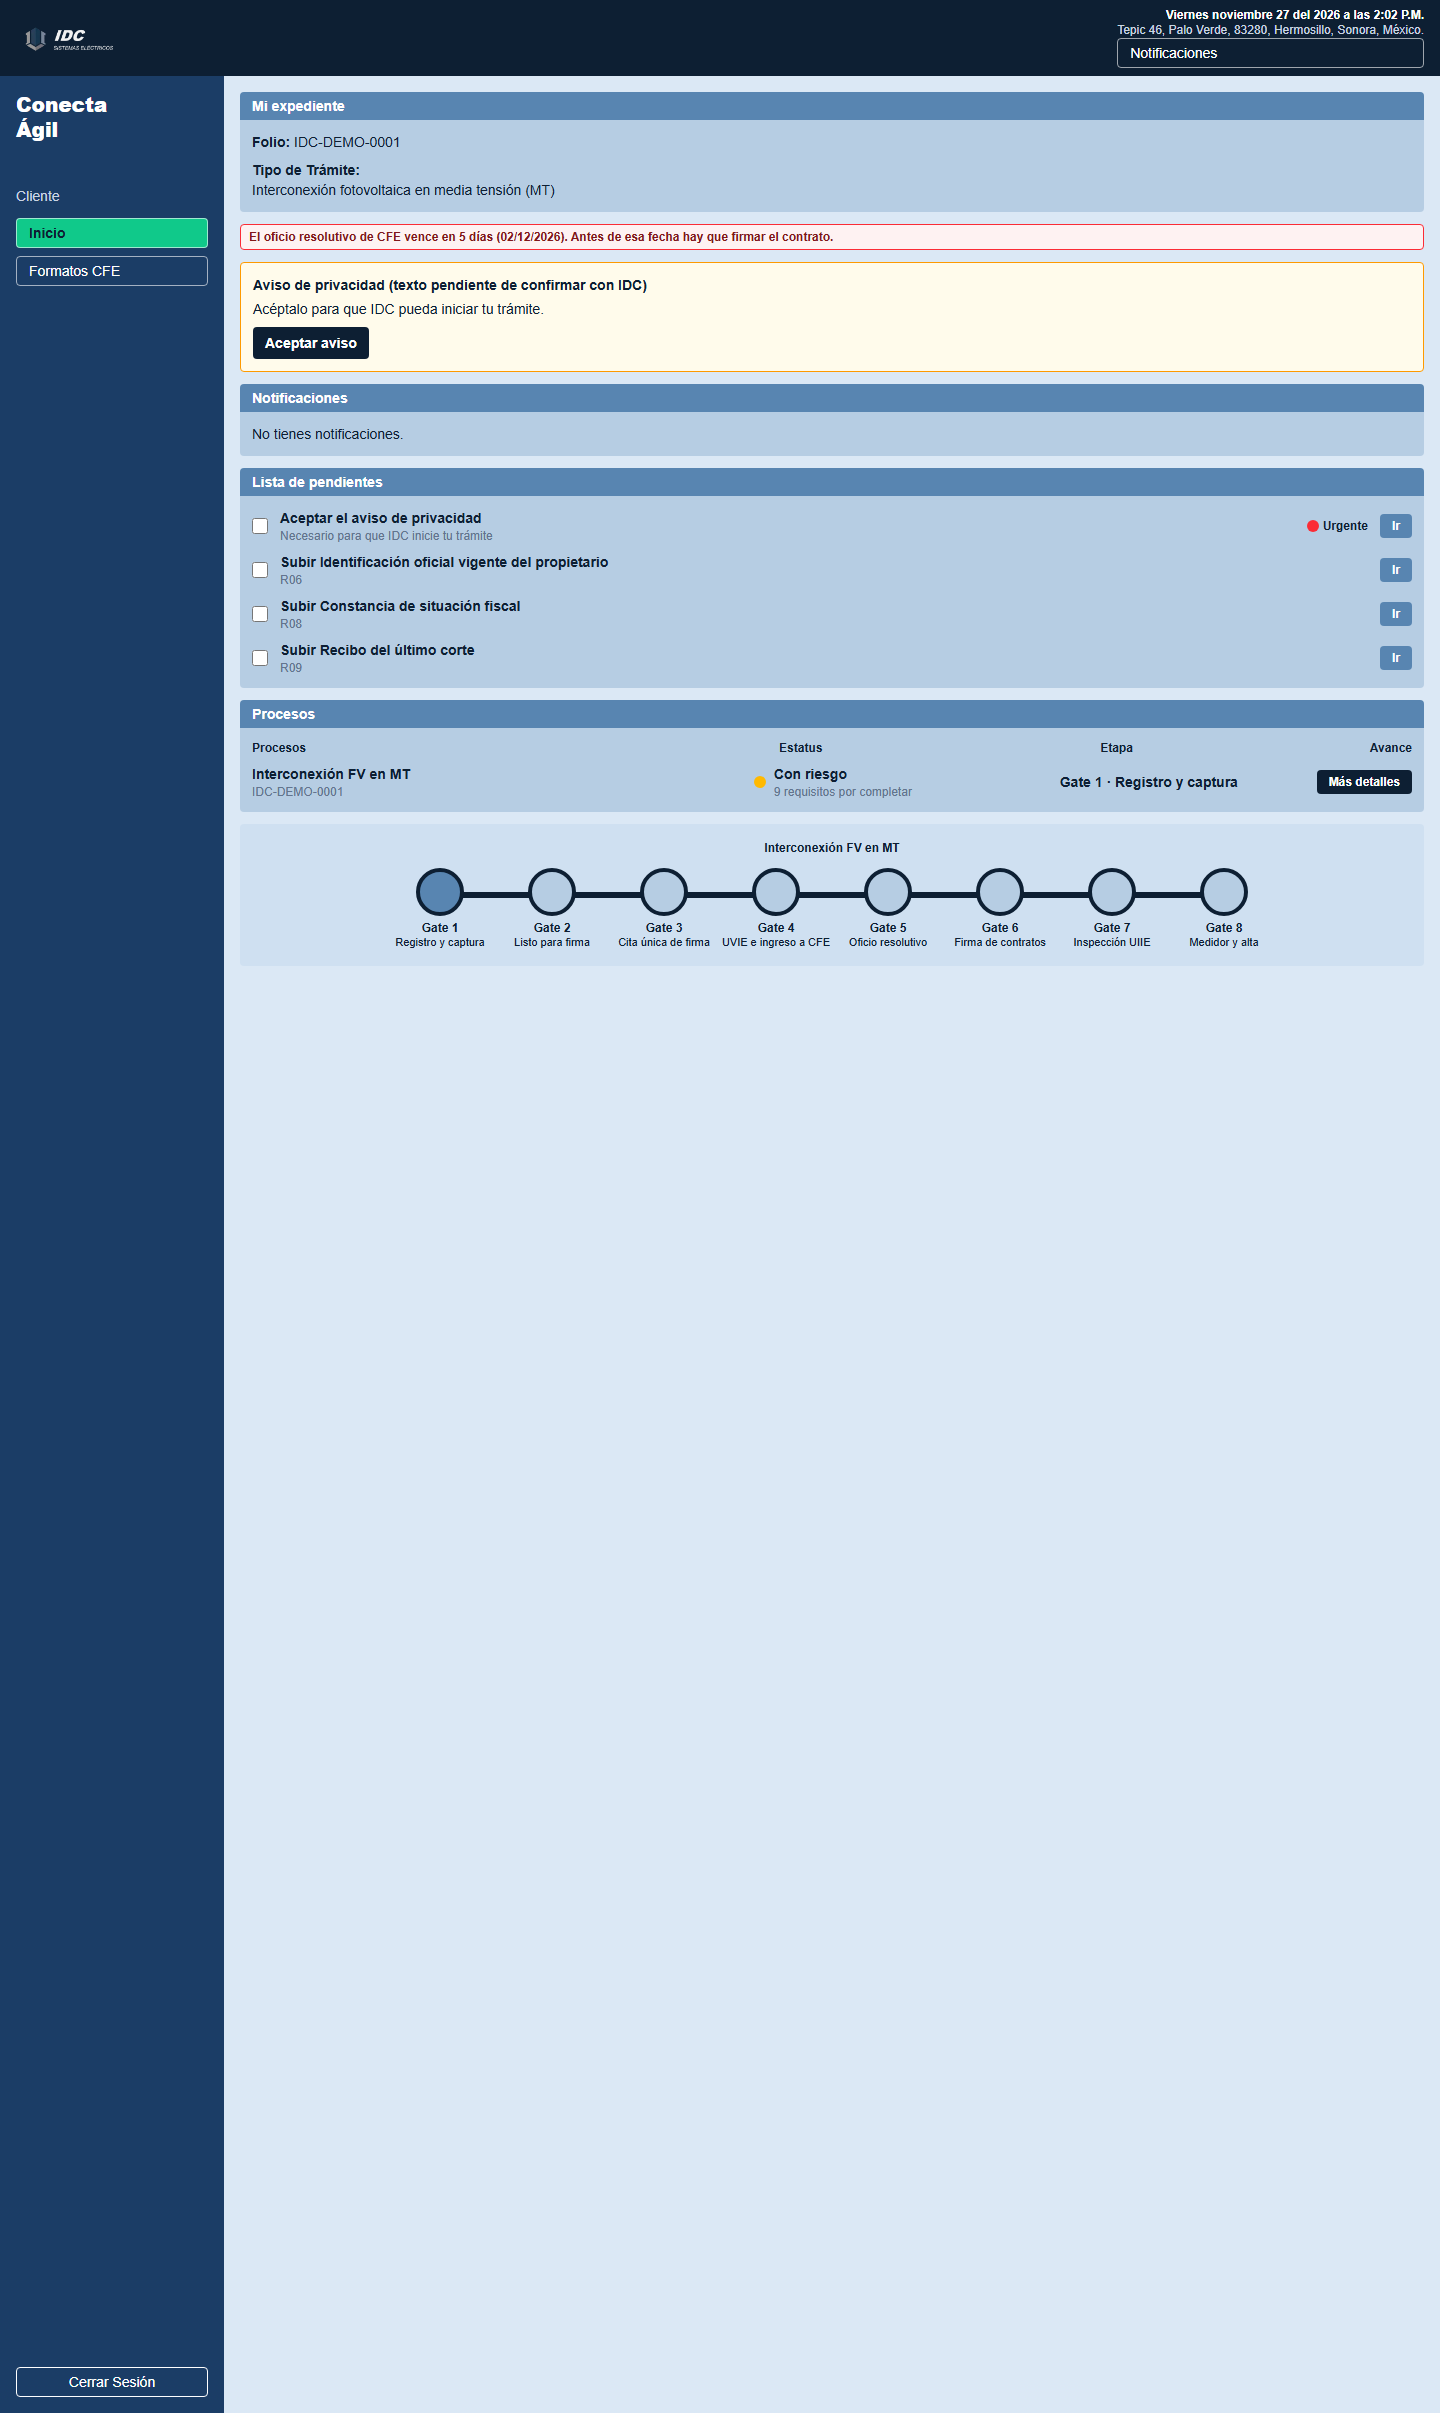 IDC
SISTEMAS ELÉCTRICOS
Viernes noviembre 27 del 2026 a las 2:02 P.M.
Tepic 46, Palo Verde, 83280, Hermosillo, Sonora, México.
Notificaciones
Conecta
Ágil
Cliente
Inicio
Formatos CFE
Cerrar Sesión
Mi expediente
Folio: IDC-DEMO-0001
Tipo de Trámite:
Interconexión fotovoltaica en media tensión (MT)
El oficio resolutivo de CFE vence en 5 días (02/12/2026). Antes de esa fecha hay que firmar el contrato.
Aviso de privacidad (texto pendiente de confirmar con IDC)
Acéptalo para que IDC pueda iniciar tu trámite.
Aceptar aviso
Notificaciones
No tienes notificaciones.
Lista de pendientes
Aceptar el aviso de privacidad
Necesario para que IDC inicie tu trámite
Urgente Ir
Subir Identificación oficial vigente del propietario
R06
Ir
Subir Constancia de situación fiscal
R08
Ir
Subir Recibo del último corte
R09
Ir
Procesos
Procesos Estatus Etapa Avance
Interconexión FV en MT
IDC-DEMO-0001
Con riesgo
9 requisitos por completar
Gate 1 · Registro y captura
Más detalles
Interconexión FV en MT
Gate 1
Registro y captura
Gate 2
Listo para firma
Gate 3
Cita única de firma
Gate 4
UVIE e ingreso a CFE
Gate 5
Oficio resolutivo
Gate 6
Firma de contratos
Gate 7
Inspección UIIE
Gate 8
Medidor y alta